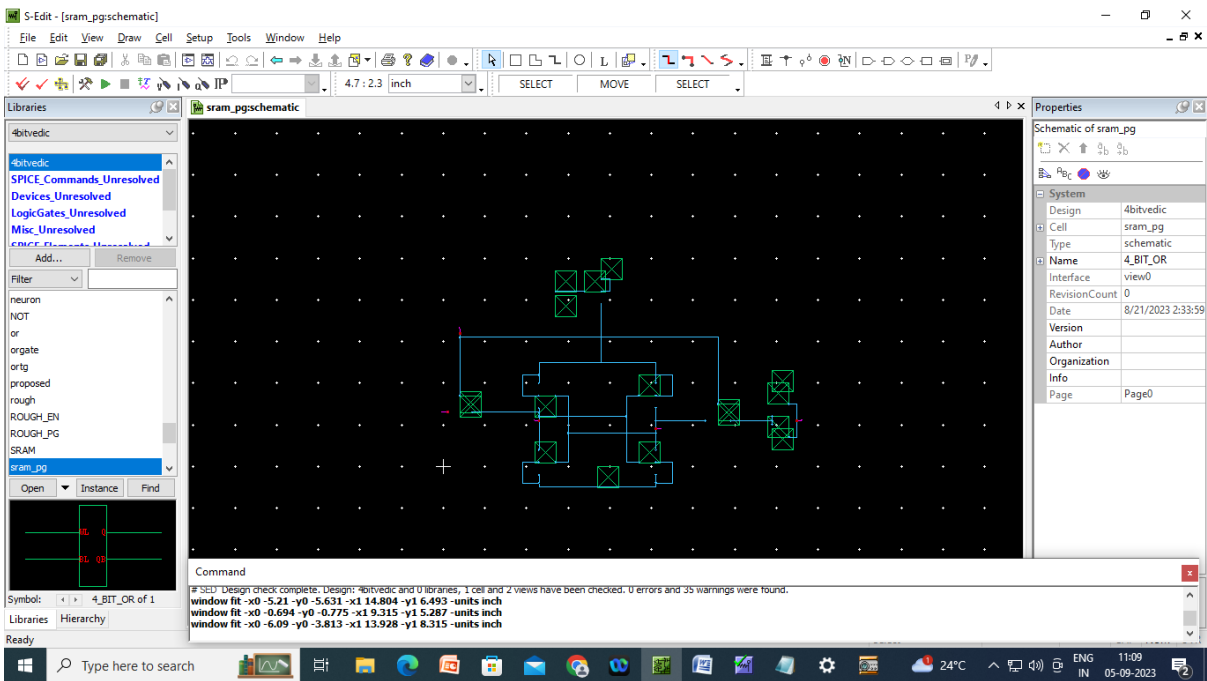 S-Edit - [sram_pg:schematic]
File Edit View Draw Cell Setup Tools Window Help
4.7 : 2.3 inch SELECT MOVE SELECT
Libraries
4bitvedic
4bitvedic
SPICE_Commands_Unresolved
Devices_Unresolved
LogicGates_Unresolved
Misc_Unresolved
Add... Remove
Filter
neuron
NOT
or
orgate
ortg
proposed
rough
ROUGH_EN
ROUGH_PG
SRAM
sram_pg
Open Instance Find
WL Q
BL QB
Symbol: 4_BIT_OR of 1
Libraries Hierarchy
Ready
sram_pg:schematic
Properties
Schematic of sram_pg
System
Design 4bitvedic
Cell sram_pg
Type schematic
Name 4_BIT_OR
Interface view0
RevisionCount 0
Date 8/21/2023 2:33:59
Version
Author
Organization
Info
Page Page0
Command
# SED Design check complete. Design: 4bitvedic and 0 libraries, 1 cell and 2 views have been checked. 0 errors and 35 warnings were found.
window fit -x0 -5.21 -y0 -5.631 -x1 14.804 -y1 6.493 -units inch
window fit -x0 -0.694 -y0 -0.775 -x1 9.315 -y1 5.287 -units inch
window fit -x0 -6.09 -y0 -3.813 -x1 13.928 -y1 8.315 -units inch
Type here to search
24°C
ENG
IN
11:09
05-09-2023
2